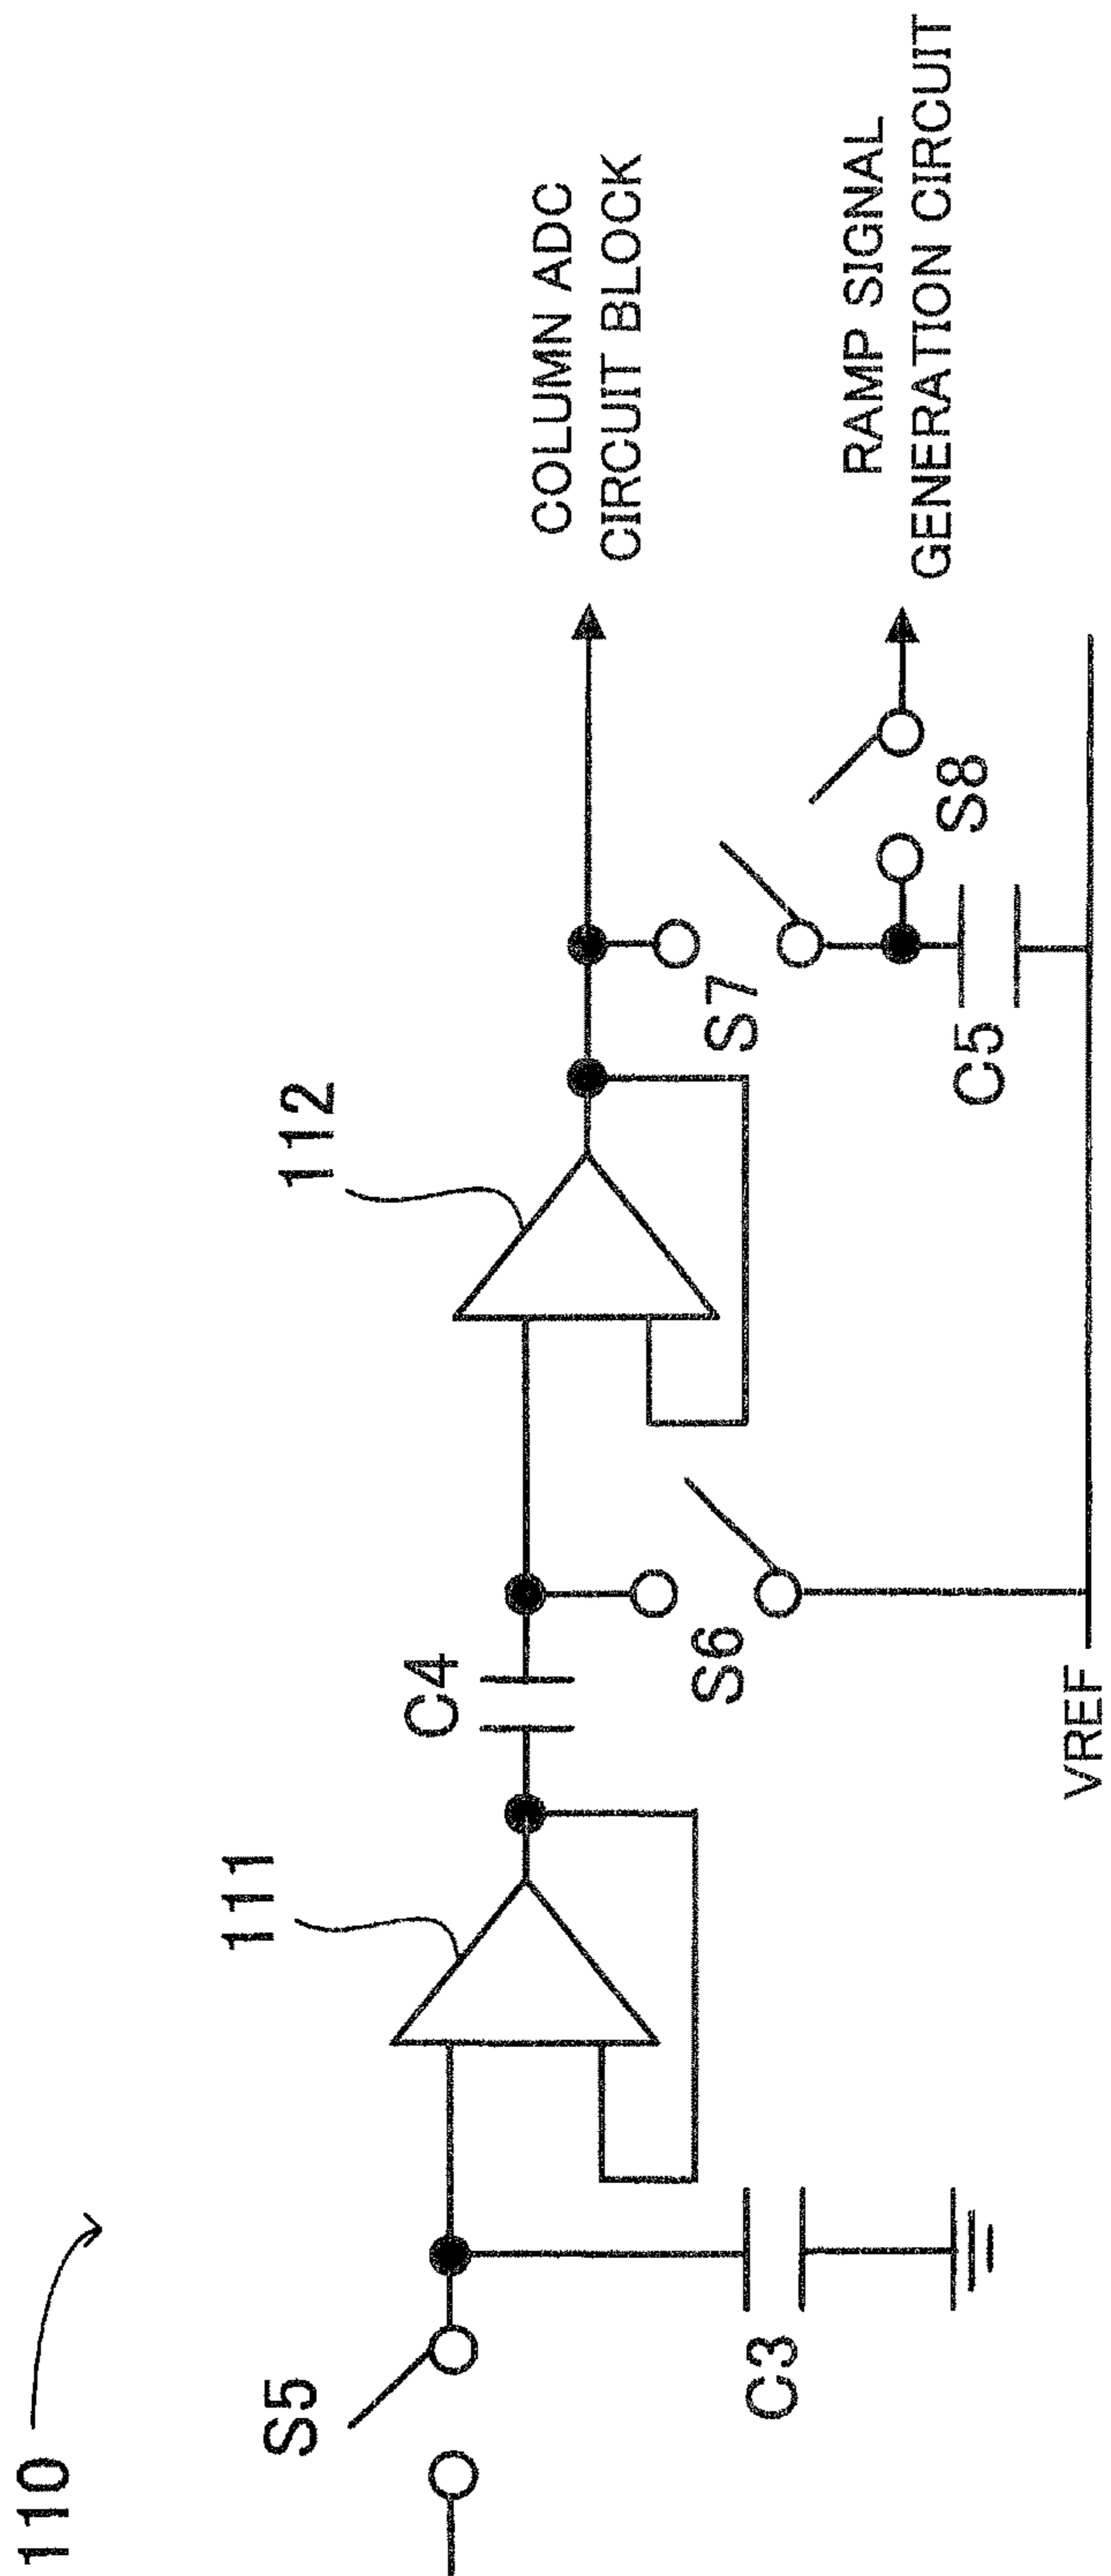 110
S5
C3
111
C4
S6
VREF
112
S7
C5
S8
COLUMN ADC
CIRCUIT BLOCK
RAMP SIGNAL
GENERATION CIRCUIT